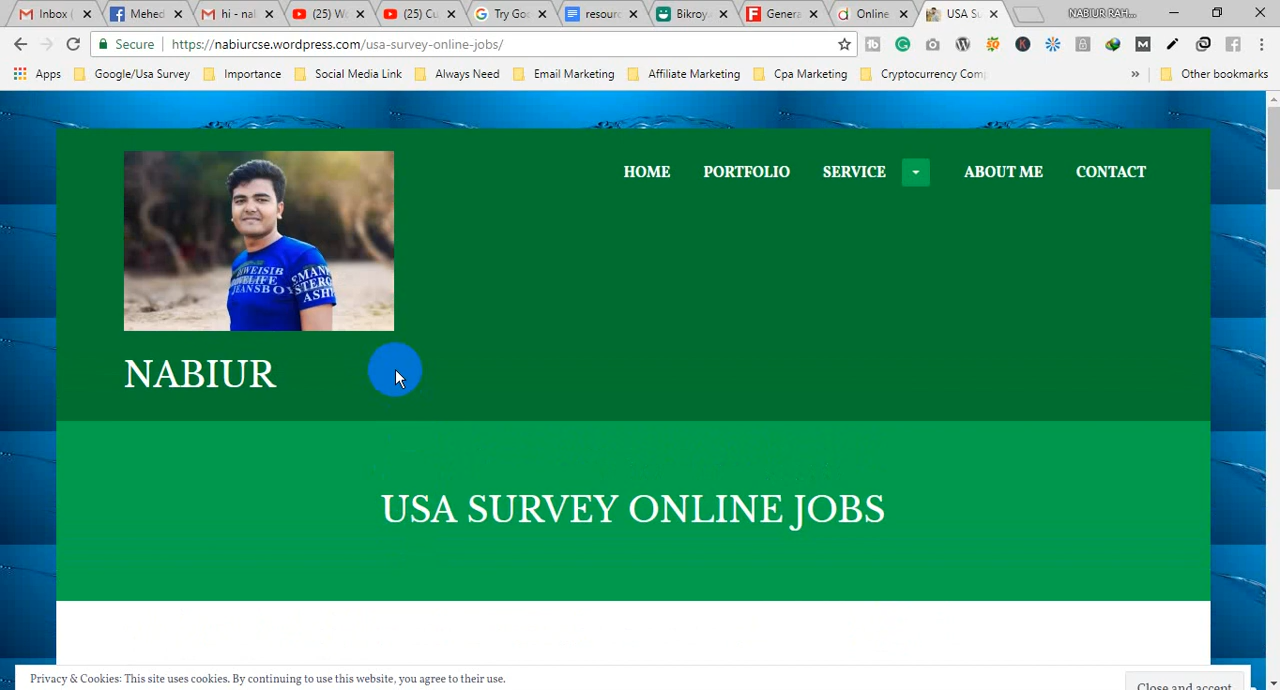 Inbox (
Mehed
hi - nal
(25) W
(25) Cu
Try Go
resourc
Bikroy
Genera
Online
USA Su
NABIUR RAH...
Secure
https://nabiurcse.wordpress.com/usa-survey-online-jobs/
Apps
Google/Usa Survey
Importance
Social Media Link
Always Need
Email Marketing
Affiliate Marketing
Cpa Marketing
Cryptocurrency Com
Other bookmarks
HOME PORTFOLIO SERVICE ABOUT ME CONTACT
NABIUR
USA SURVEY ONLINE JOBS
Privacy & Cookies: This site uses cookies. By continuing to use this website, you agree to their use.
Close and accept